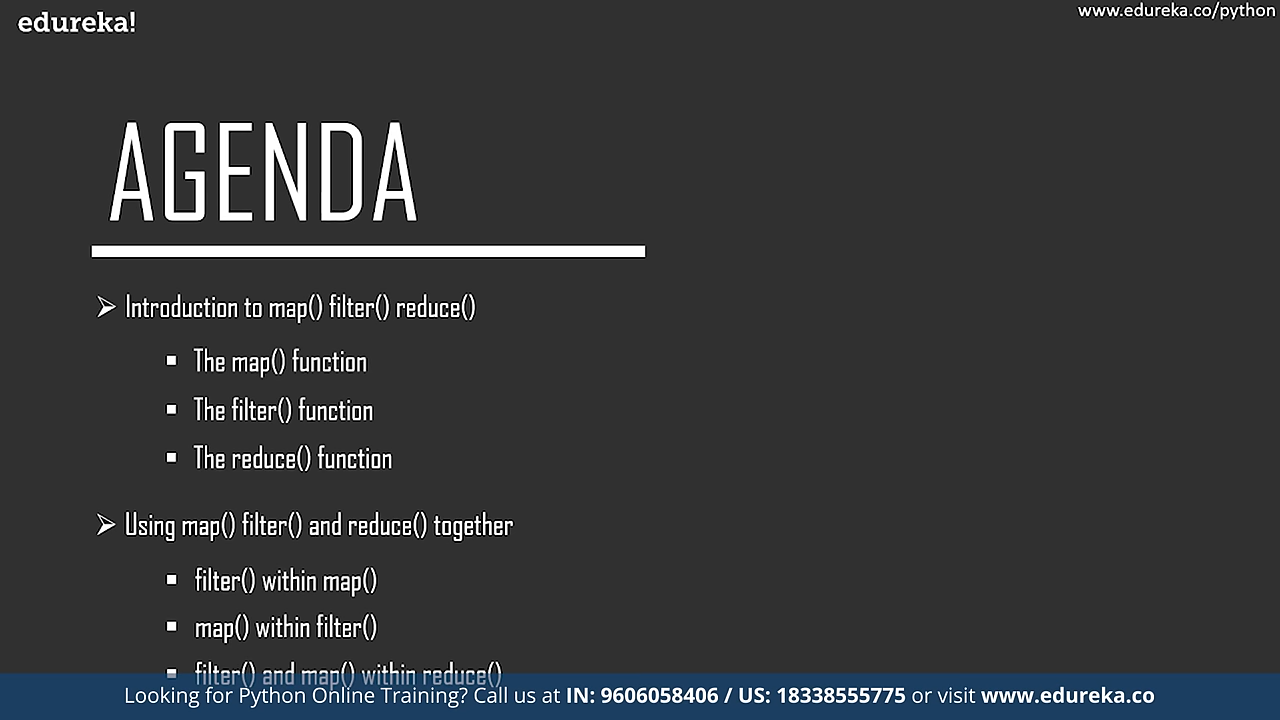 edureka!
www.edureka.co/python
AGENDA
Introduction to map() filter() reduce()
The map() function
The filter() function
The reduce() function
Using map() filter() and reduce() together
filter() within map()
map() within filter()
filter() and map() within reduce()
Looking for Python Online Training? Call us at IN: 9606058406 / US: 18338555775 or visit www.edureka.co